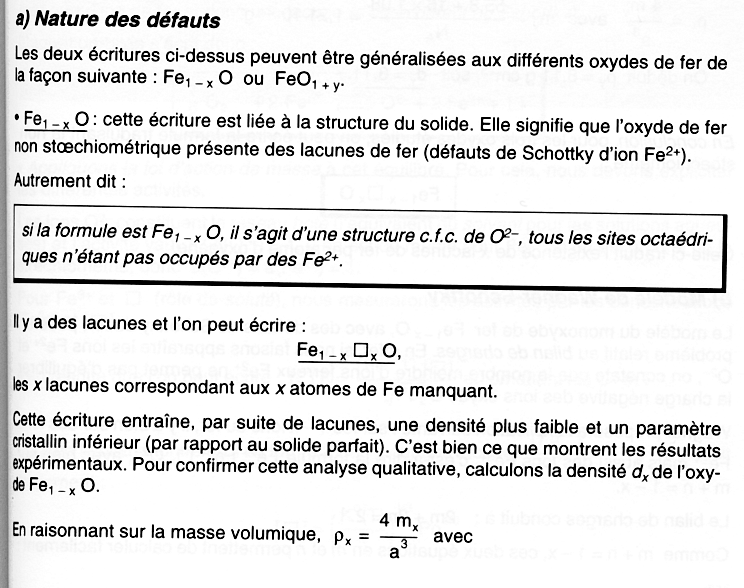 a) Nature des défauts
Les deux écritures ci-dessus peuvent être généralisées aux différents oxydes de fer de
la façon suivante : Fe₁ ₋ ₓ O ou FeO₁ ₊ y.
• Fe₁ ₋ ₓ O : cette écriture est liée à la structure du solide. Elle signifie que l'oxyde de fer
non stœchiométrique présente des lacunes de fer (défauts de Schottky d'ion Fe²⁺).
Autrement dit :
si la formule est Fe₁ ₋ ₓ O, il s'agit d'une structure c.f.c. de O²⁻, tous les sites octaédri-
ques n'étant pas occupés par des Fe²⁺.
Il y a des lacunes et l'on peut écrire :
Fe₁ ₋ ₓ □ₓ O,
les x lacunes correspondant aux x atomes de Fe manquant.
Cette écriture entraîne, par suite de lacunes, une densité plus faible et un paramètre
cristallin inférieur (par rapport au solide parfait). C'est bien ce que montrent les résultats
expérimentaux. Pour confirmer cette analyse qualitative, calculons la densité dₓ de l'oxy-
de Fe₁ ₋ ₓ O.
En raisonnant sur la masse volumique, ρₓ = 4 mₓ / a³ avec